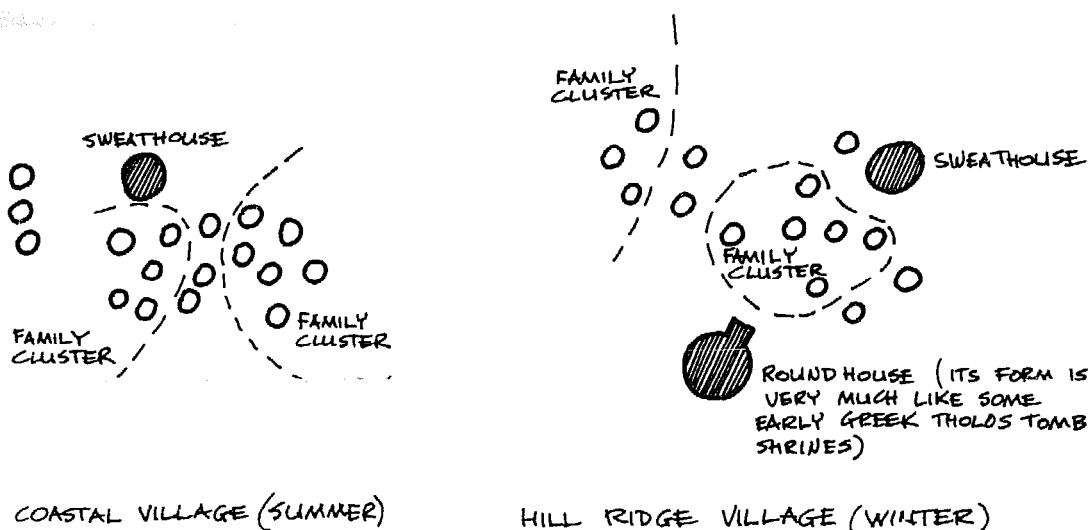 SWEATHOUSE
FAMILY
CLUSTER
FAMILY
CLUSTER
COASTAL VILLAGE (SUMMER)
FAMILY
CLUSTER
SWEATHOUSE
FAMILY
CLUSTER
ROUND HOUSE (ITS FORM IS
VERY MUCH LIKE SOME
EARLY GREEK THOLOS TOMB
SHRINES)
HILL RIDGE VILLAGE (WINTER)